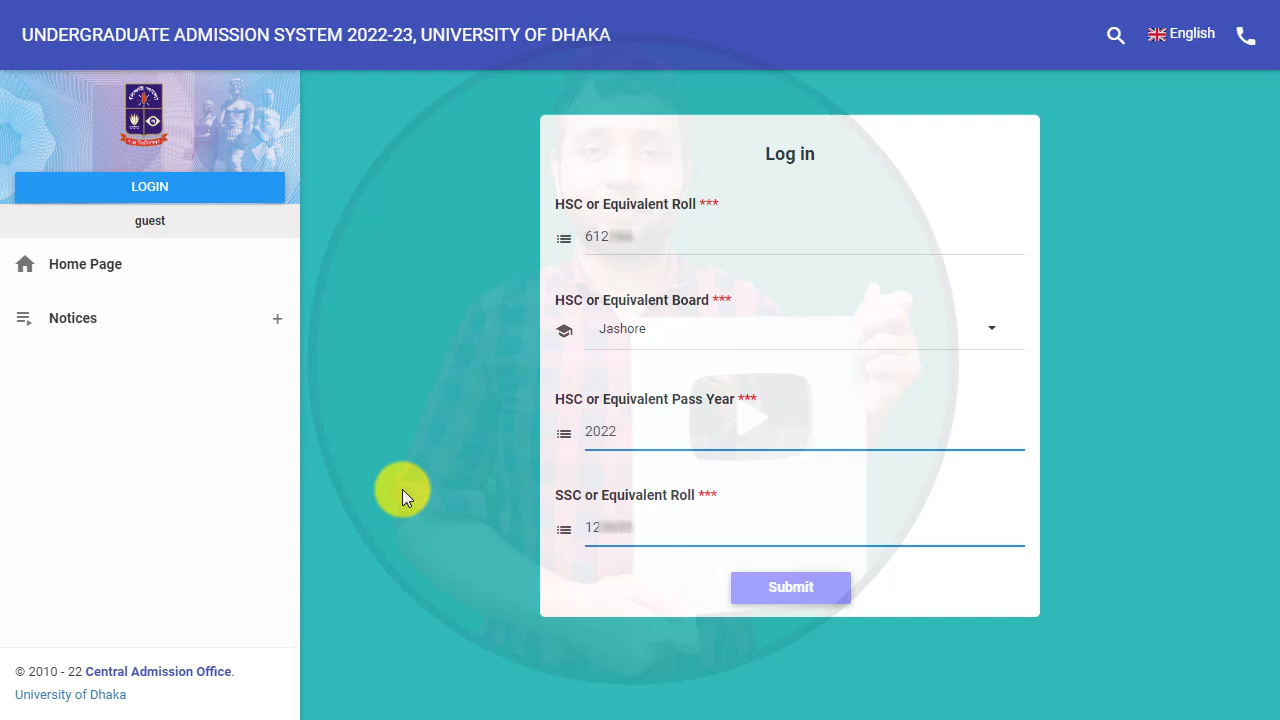 UNDERGRADUATE ADMISSION SYSTEM 2022-23, UNIVERSITY OF DHAKA
English
LOGIN
guest
Home Page
Notices +
© 2010 - 22 Central Admission Office.
University of Dhaka
Log in
HSC or Equivalent Roll ***
612
HSC or Equivalent Board ***
Jashore
HSC or Equivalent Pass Year ***
2022
SSC or Equivalent Roll ***
12
Submit